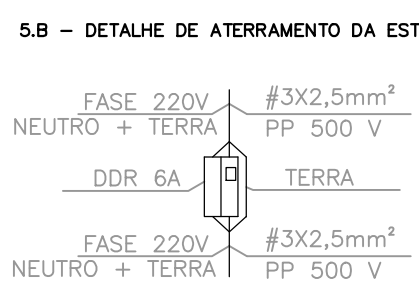 5.B – DETALHE DE ATERRAMENTO DA EST
FASE 220V #3X2,5mm²
NEUTRO + TERRA PP 500 V
DDR 6A TERRA
FASE 220V #3X2,5mm²
NEUTRO + TERRA PP 500 V